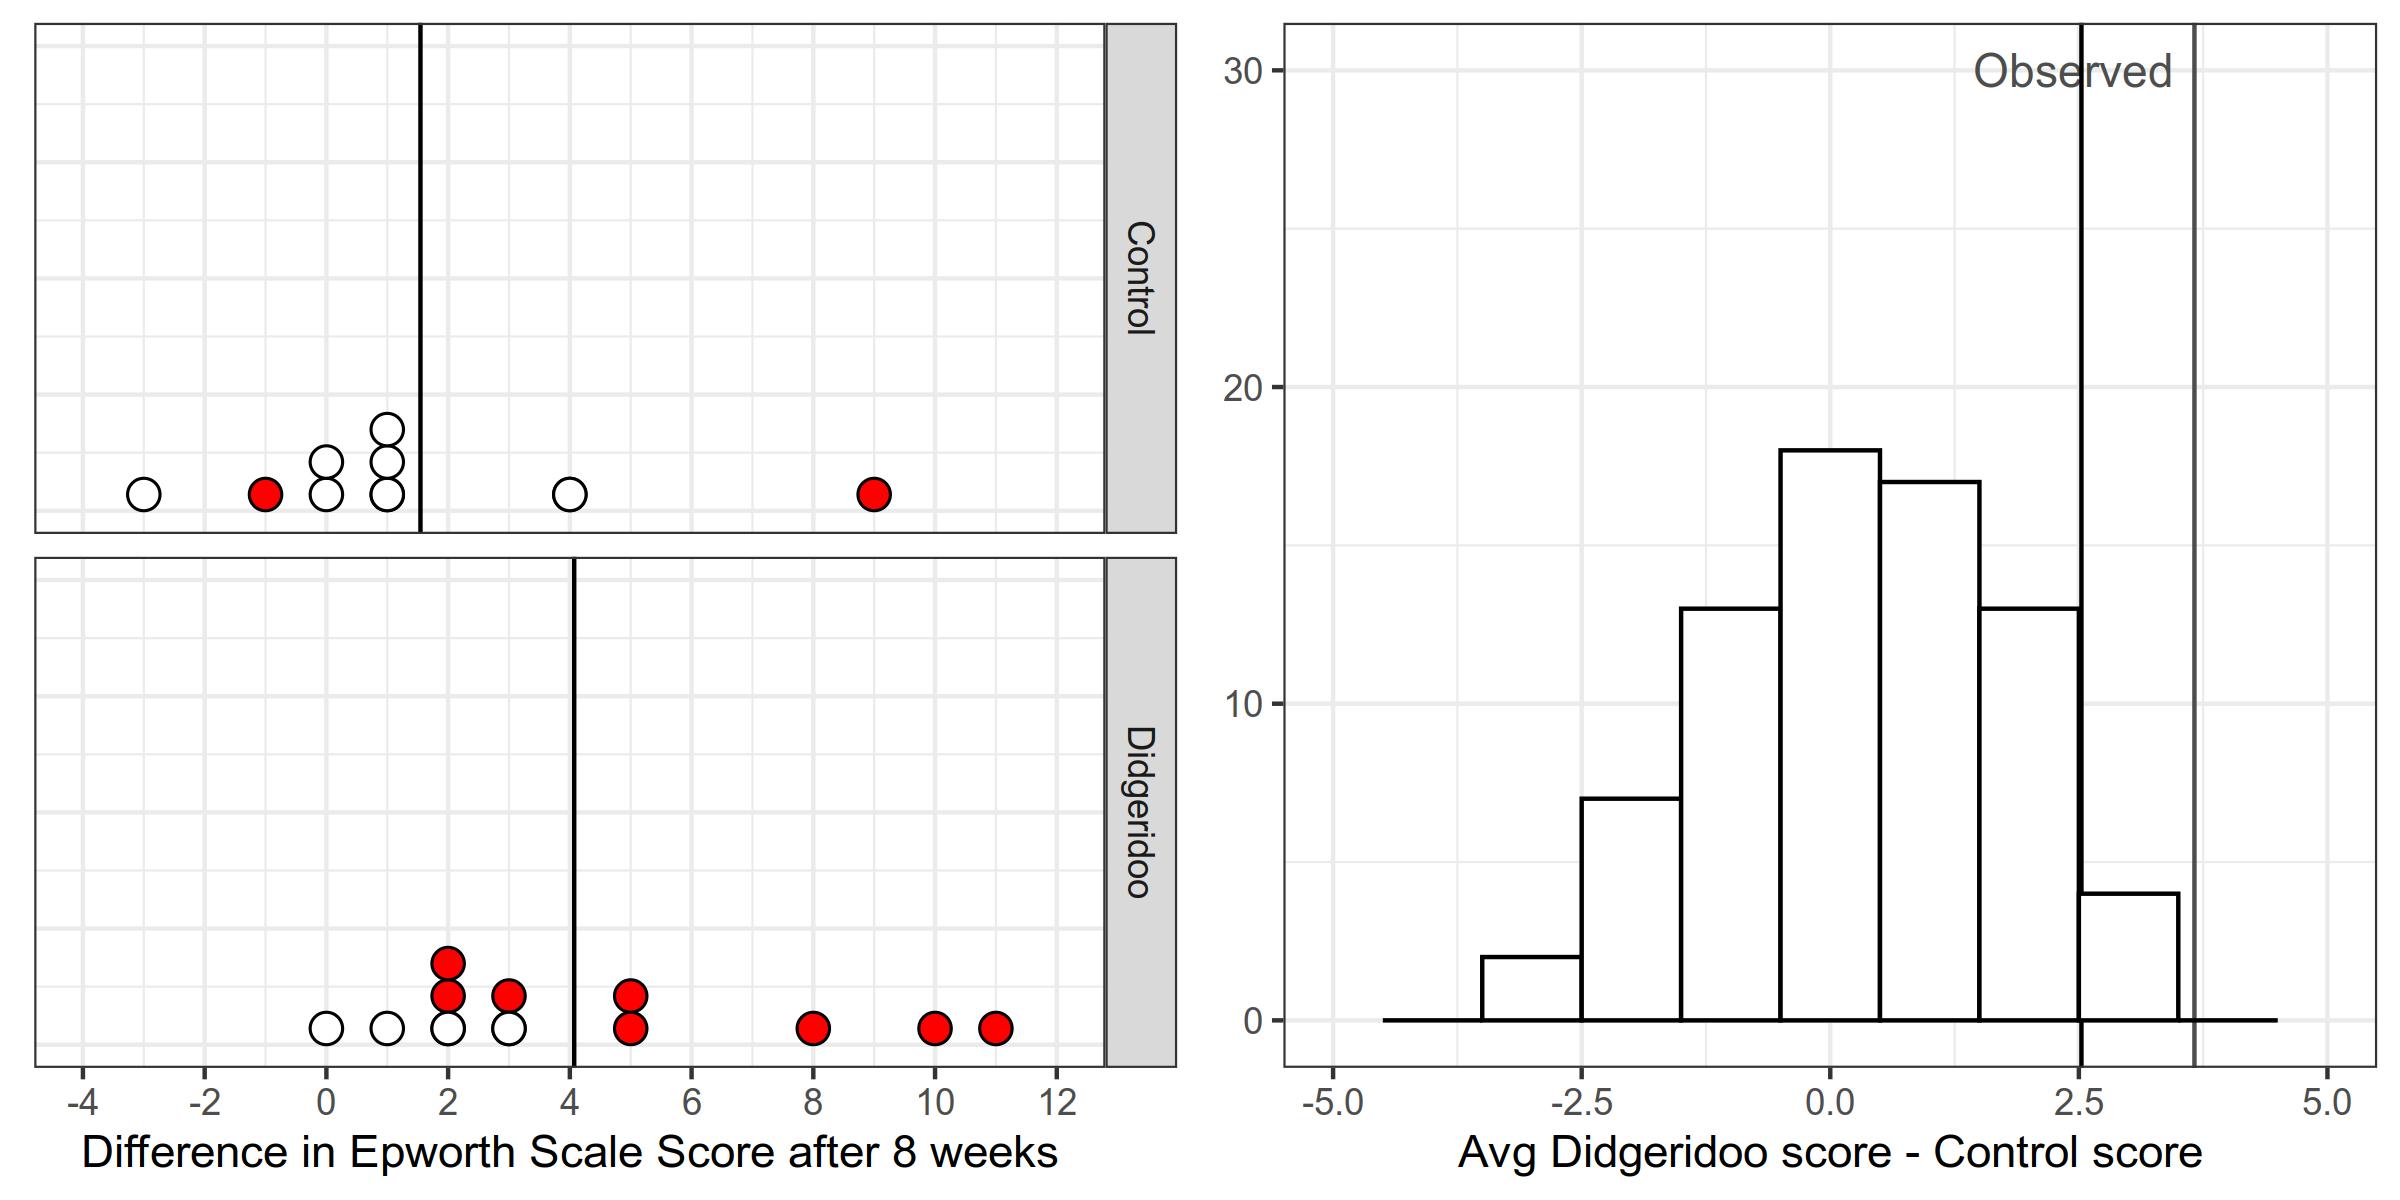 Control
Didgeridoo
-4 -2 0 2 4 6 8 10 12
Difference in Epworth Scale Score after 8 weeks
Observed
30
20
10
0
-5.0 -2.5 0.0 2.5 5.0
Avg Didgeridoo score - Control score